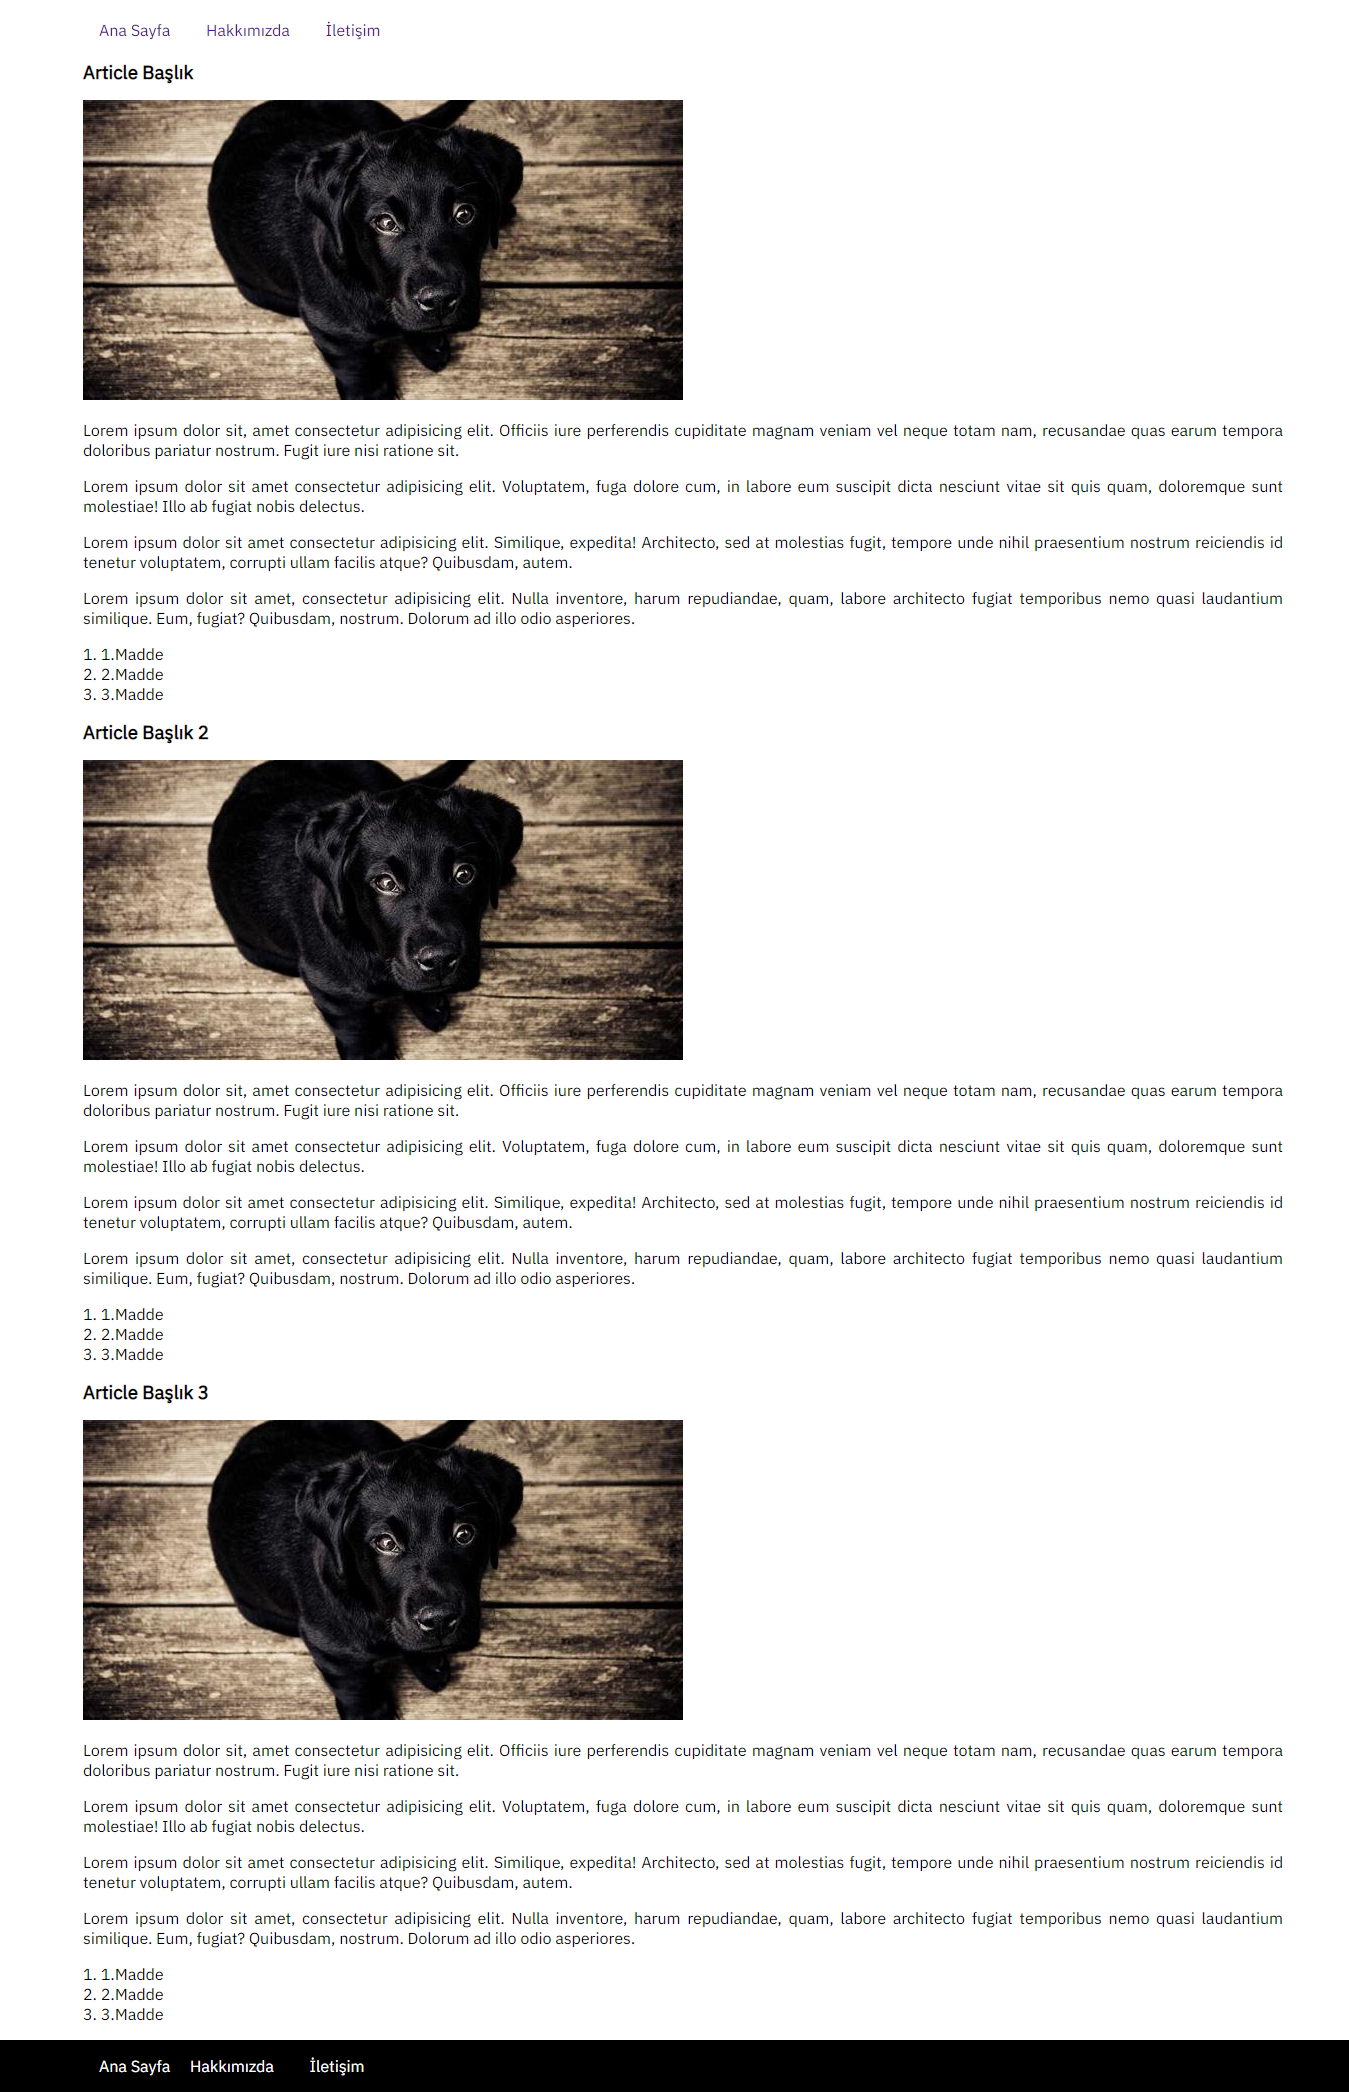 Ana Sayfa Hakkımızda İletişim
Article Başlık
Lorem ipsum dolor sit, amet consectetur adipisicing elit. Officiis iure perferendis cupiditate magnam veniam vel neque totam nam, recusandae quas earum tempora
doloribus pariatur nostrum. Fugit iure nisi ratione sit.
Lorem ipsum dolor sit amet consectetur adipisicing elit. Voluptatem, fuga dolore cum, in labore eum suscipit dicta nesciunt vitae sit quis quam, doloremque sunt
molestiae! Illo ab fugiat nobis delectus.
Lorem ipsum dolor sit amet consectetur adipisicing elit. Similique, expedita! Architecto, sed at molestias fugit, tempore unde nihil praesentium nostrum reiciendis id
tenetur voluptatem, corrupti ullam facilis atque? Quibusdam, autem.
Lorem ipsum dolor sit amet, consectetur adipisicing elit. Nulla inventore, harum repudiandae, quam, labore architecto fugiat temporibus nemo quasi laudantium
similique. Eum, fugiat? Quibusdam, nostrum. Dolorum ad illo odio asperiores.
1. 1.Madde
2. 2.Madde
3. 3.Madde
Article Başlık 2
Lorem ipsum dolor sit, amet consectetur adipisicing elit. Officiis iure perferendis cupiditate magnam veniam vel neque totam nam, recusandae quas earum tempora
doloribus pariatur nostrum. Fugit iure nisi ratione sit.
Lorem ipsum dolor sit amet consectetur adipisicing elit. Voluptatem, fuga dolore cum, in labore eum suscipit dicta nesciunt vitae sit quis quam, doloremque sunt
molestiae! Illo ab fugiat nobis delectus.
Lorem ipsum dolor sit amet consectetur adipisicing elit. Similique, expedita! Architecto, sed at molestias fugit, tempore unde nihil praesentium nostrum reiciendis id
tenetur voluptatem, corrupti ullam facilis atque? Quibusdam, autem.
Lorem ipsum dolor sit amet, consectetur adipisicing elit. Nulla inventore, harum repudiandae, quam, labore architecto fugiat temporibus nemo quasi laudantium
similique. Eum, fugiat? Quibusdam, nostrum. Dolorum ad illo odio asperiores.
1. 1.Madde
2. 2.Madde
3. 3.Madde
Article Başlık 3
Lorem ipsum dolor sit, amet consectetur adipisicing elit. Officiis iure perferendis cupiditate magnam veniam vel neque totam nam, recusandae quas earum tempora
doloribus pariatur nostrum. Fugit iure nisi ratione sit.
Lorem ipsum dolor sit amet consectetur adipisicing elit. Voluptatem, fuga dolore cum, in labore eum suscipit dicta nesciunt vitae sit quis quam, doloremque sunt
molestiae! Illo ab fugiat nobis delectus.
Lorem ipsum dolor sit amet consectetur adipisicing elit. Similique, expedita! Architecto, sed at molestias fugit, tempore unde nihil praesentium nostrum reiciendis id
tenetur voluptatem, corrupti ullam facilis atque? Quibusdam, autem.
Lorem ipsum dolor sit amet, consectetur adipisicing elit. Nulla inventore, harum repudiandae, quam, labore architecto fugiat temporibus nemo quasi laudantium
similique. Eum, fugiat? Quibusdam, nostrum. Dolorum ad illo odio asperiores.
1. 1.Madde
2. 2.Madde
3. 3.Madde
Ana Sayfa Hakkımızda İletişim